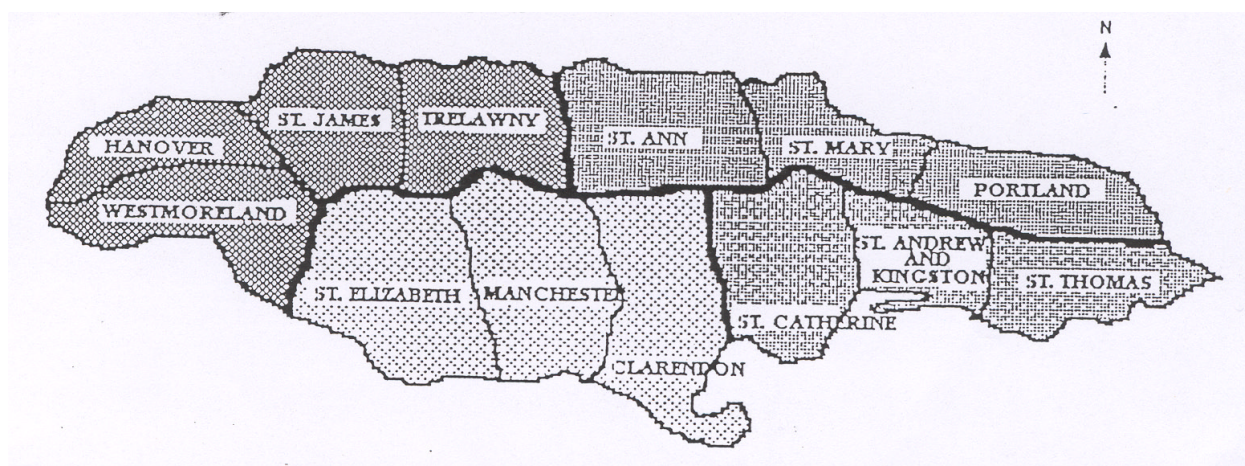 N
ST. JAMES
TRELAWNY
ST. ANN
ST. MARY
HANOVER
PORTLAND
WESTMORELAND
ST. ANDREW
AND
KINGSTON
ST. ELIZABETH
MANCHESTER
ST. THOMAS
ST. CATHERINE
CLARENDON